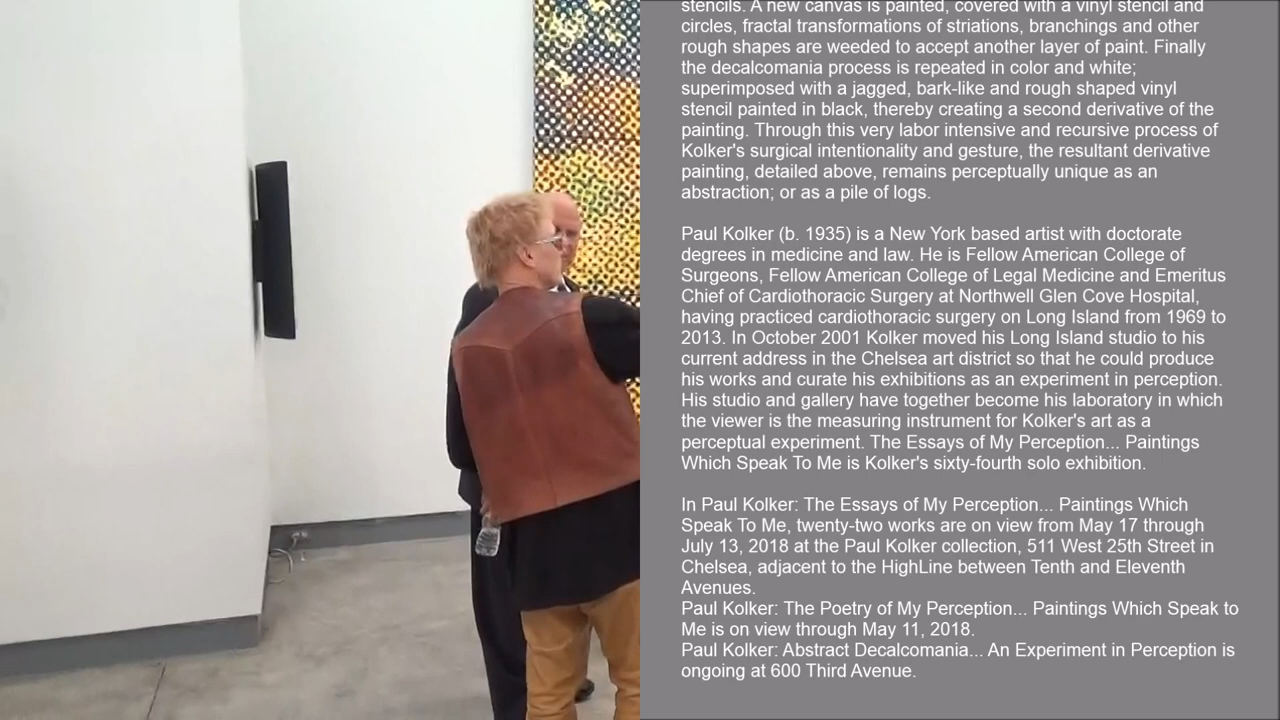 stencils. A new canvas is painted, covered with a vinyl stencil and
circles, fractal transformations of striations, branchings and other
rough shapes are weeded to accept another layer of paint. Finally
the decalcomania process is repeated in color and white;
superimposed with a jagged, bark-like and rough shaped vinyl
stencil painted in black, thereby creating a second derivative of the
painting. Through this very labor intensive and recursive process of
Kolker's surgical intentionality and gesture, the resultant derivative
painting, detailed above, remains perceptually unique as an
abstraction; or as a pile of logs.
Paul Kolker (b. 1935) is a New York based artist with doctorate
degrees in medicine and law. He is Fellow American College of
Surgeons, Fellow American College of Legal Medicine and Emeritus
Chief of Cardiothoracic Surgery at Northwell Glen Cove Hospital,
having practiced cardiothoracic surgery on Long Island from 1969 to
2013. In October 2001 Kolker moved his Long Island studio to his
current address in the Chelsea art district so that he could produce
his works and curate his exhibitions as an experiment in perception.
His studio and gallery have together become his laboratory in which
the viewer is the measuring instrument for Kolker's art as a
perceptual experiment. The Essays of My Perception... Paintings
Which Speak To Me is Kolker's sixty-fourth solo exhibition.
In Paul Kolker: The Essays of My Perception... Paintings Which
Speak To Me, twenty-two works are on view from May 17 through
July 13, 2018 at the Paul Kolker collection, 511 West 25th Street in
Chelsea, adjacent to the HighLine between Tenth and Eleventh
Avenues.
Paul Kolker: The Poetry of My Perception... Paintings Which Speak to
Me is on view through May 11, 2018.
Paul Kolker: Abstract Decalcomania... An Experiment in Perception is
ongoing at 600 Third Avenue.